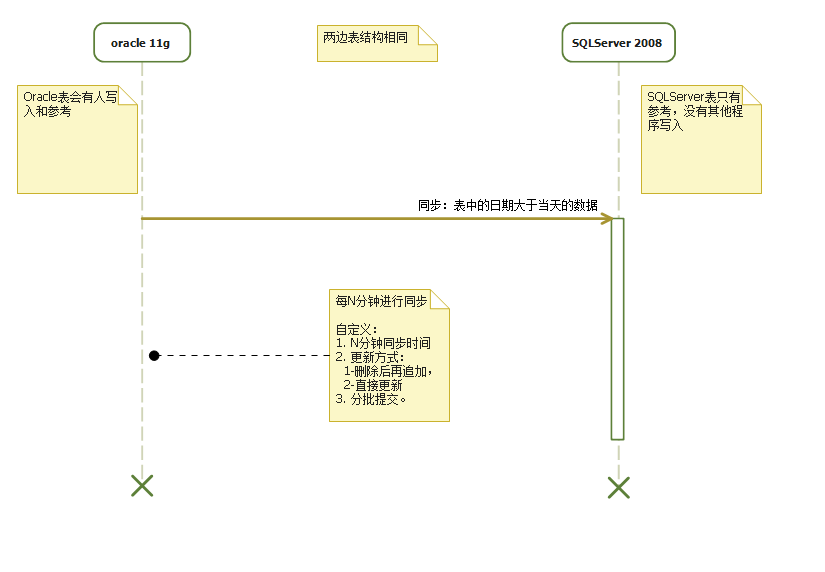 oracle 11g
两边表结构相同
SQLServer 2008
Oracle表会有人写
入和参考
SQLServer表只有
参考，没有其他程
序写入
同步：表中的日期大于当天的数据
每N分钟进行同步
自定义：
1. N分钟同步时间
2. 更新方式：
1-删除后再追加，
2-直接更新
3. 分批提交。